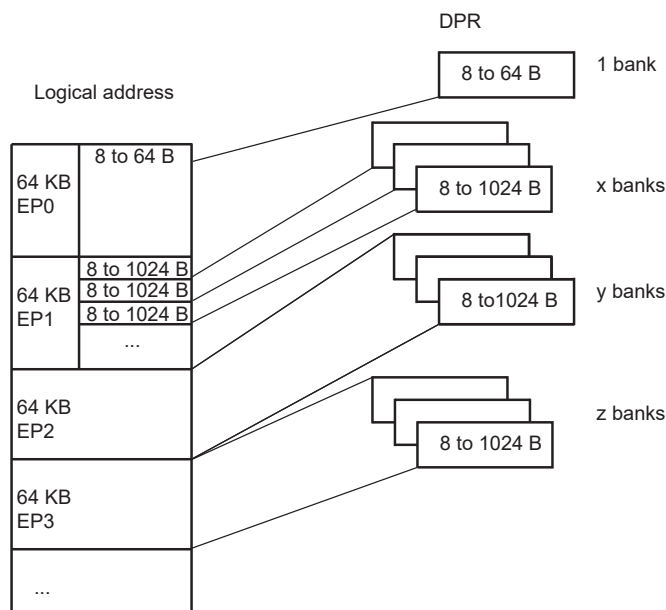 DPR
8 to 64 B
1 bank
Logical address
8 to 64 B
64 KB
EP0
8 to 1024 B
x banks
8 to 1024 B
8 to 1024 B
8 to 1024 B
64 KB
EP1
...
8 to1024 B
y banks
64 KB
EP2
8 to 1024 B
z banks
64 KB
EP3
...